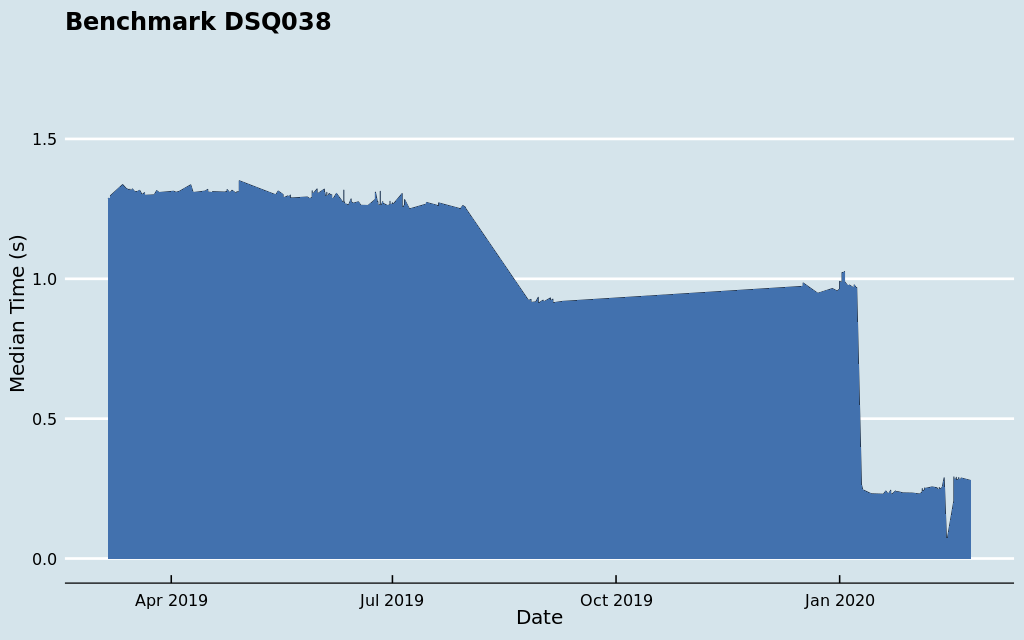 Benchmark DSQ038
Median Time (s)
1.5
1.0
0.5
0.0
Apr 2019
Jul 2019
Oct 2019
Jan 2020
Date